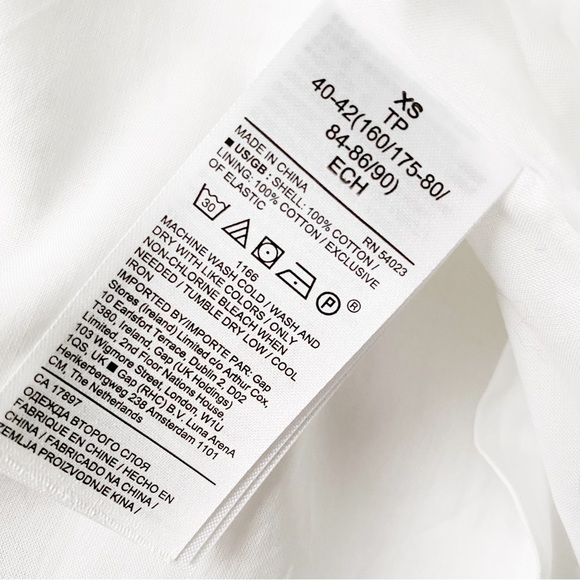 XS
TP
40-42(160/175-80/
84-86(90)
ECH
RN 54023
MADE IN CHINA
■ US/GB : SHELL: 100% COTTON /
LINING: 100% COTTON / EXCLUSIVE
OF ELASTIC
30
P
®
1166
MACHINE WASH COLD / WASH AND
DRY WITH LIKE COLORS / ONLY
NON-CHLORINE BLEACH WHEN
NEEDED / TUMBLE DRY LOW / COOL
IRON
IMPORTED BY/IMPORTE PAR: Gap
Stores (Ireland) Limited c/o Arthur Cox,
10 Earlsfort Terrace, Dublin 2, D02
T380, Ireland, Gap (UK Holdings)
Limited, 2nd Floor Nations House,
103 Wigmore Street London, W1U
1QS, UK ■ Gap (RHC) B.V. Luna ArenA
Herikerbergweg 238 Amsterdam 1101
CM, The Netherlands
CA 17897
ОДЕЖДА ВТОРОГО СЛОЯ
FABRIQUE EN CHINE / HECHO EN
CHINA / FABRICADO NA CHINA /
ZEMLJA PROIZVODNJE KINA /